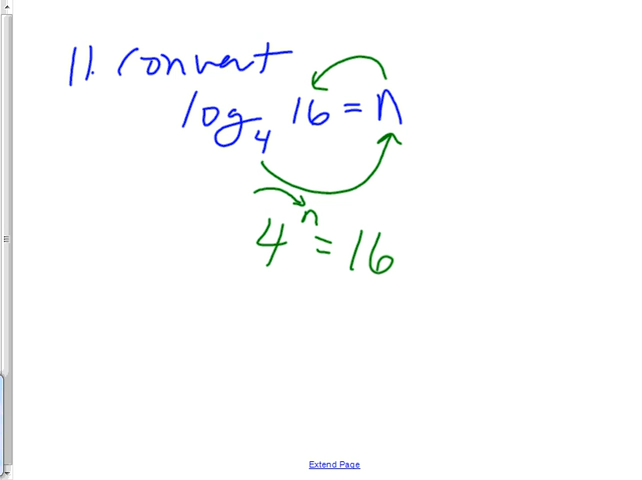 11. Convert
log₄ 16 = n
4ⁿ = 16
Extend Page